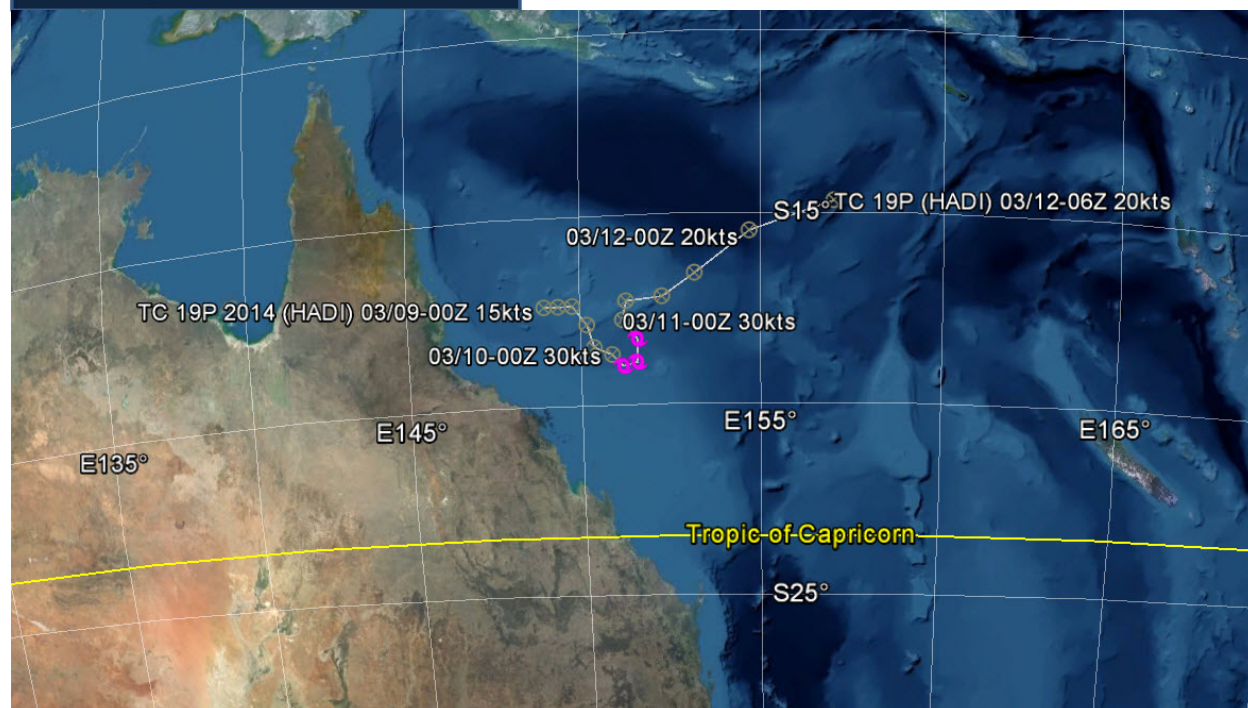 S15°
TC 19P (HADI) 03/12-06Z 20kts
03/12-00Z 20kts
TC 19P 2014 (HADI) 03/09-00Z 15kts
03/11-00Z 30kts
03/10-00Z 30kts
E155°
E145°
E165°
E135°
Tropic of Capricorn
S25°